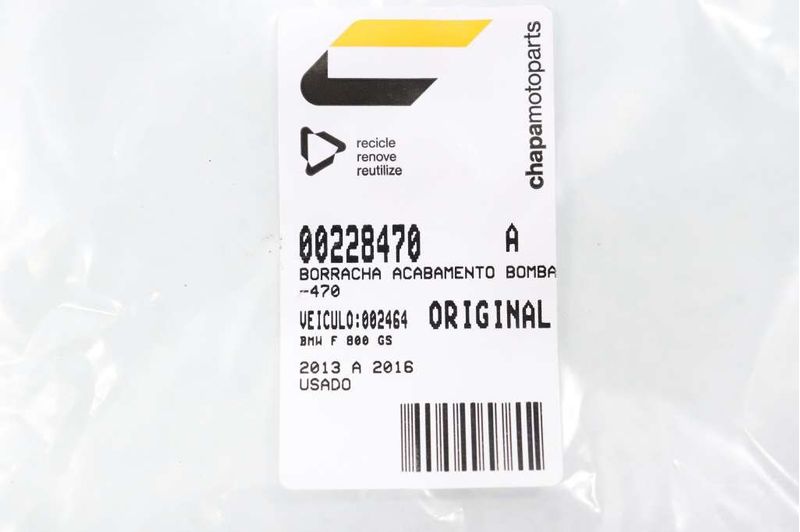 chapamotoparts
recicle
renove
reutilize
00228470 A
BORRACHA ACABAMENTO BOMBA
-470
VEICULO:002464 ORIGINAL
BMW F 800 GS
2013 A 2016
USADO